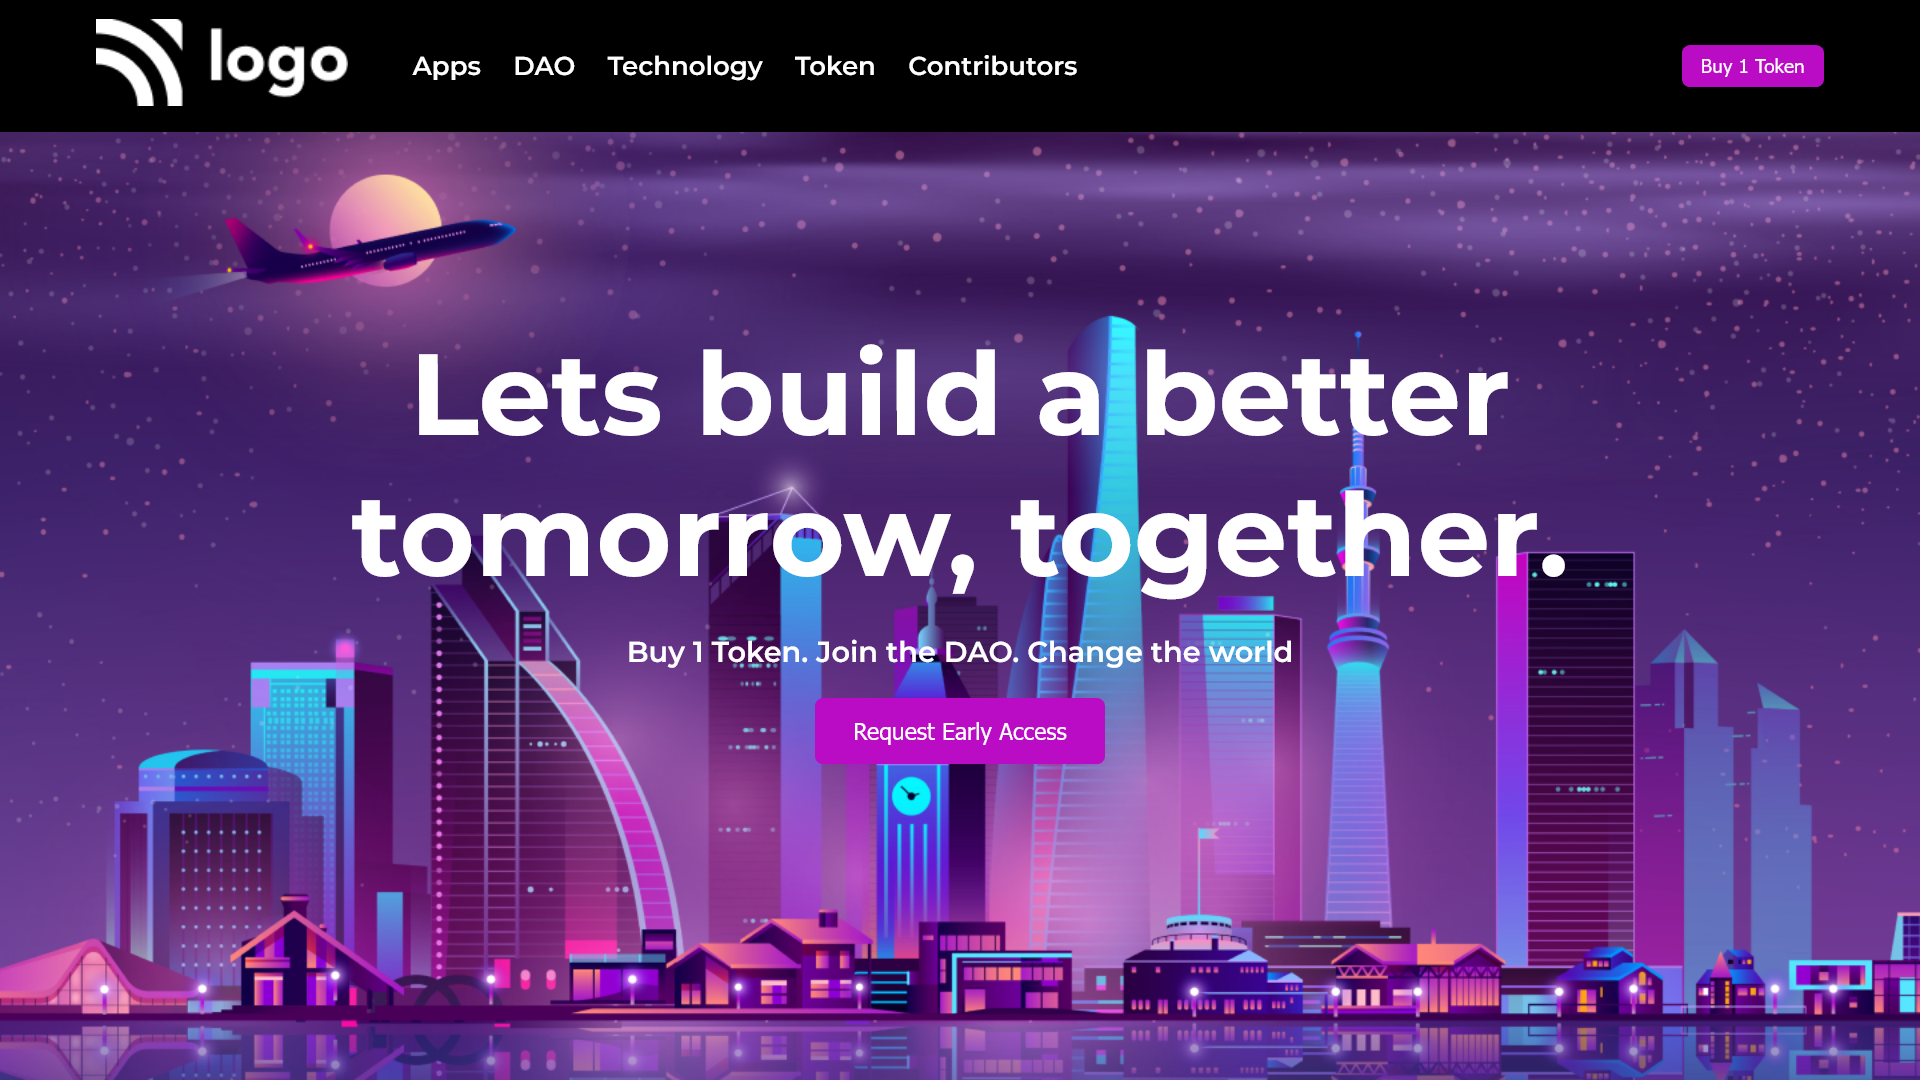 logo
Apps DAO Technology Token Contributors
Buy 1 Token
Lets build a better
tomorrow, together.
Buy 1 Token. Join the DAO. Change the world
Request Early Access